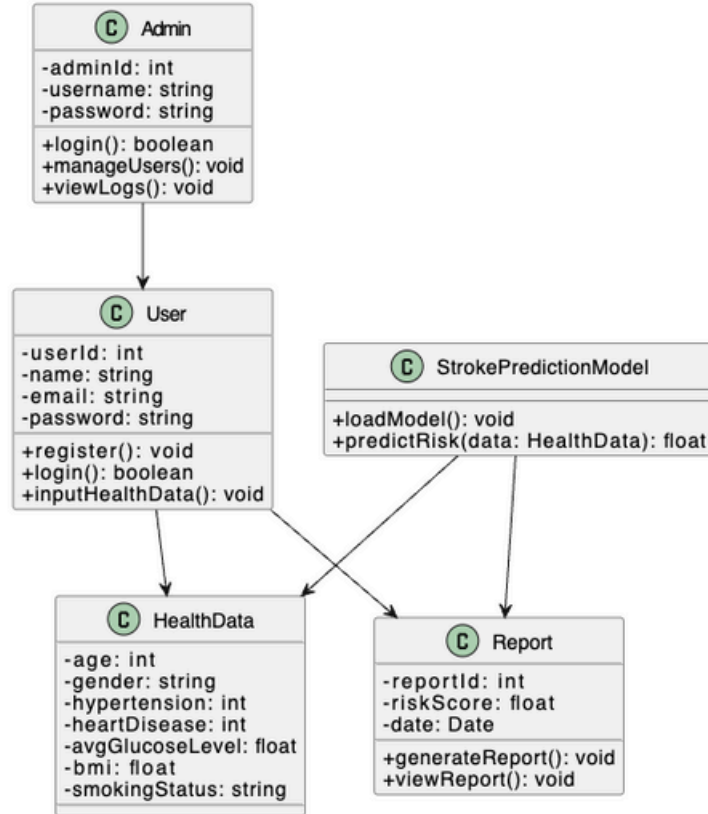 C Admin
-adminId: int
-username: string
-password: string
+login(): boolean
+manageUsers(): void
+viewLogs(): void
C User
-userId: int
-name: string
-email: string
-password: string
+register(): void
+login(): boolean
+inputHealthData(): void
C StrokePredictionModel
+loadModel(): void
+predictRisk(data: HealthData): float
C HealthData
-age: int
-gender: string
-hypertension: int
-heartDisease: int
-avgGlucoseLevel: float
-bmi: float
-smokingStatus: string
C Report
-reportId: int
-riskScore: float
-date: Date
+generateReport(): void
+viewReport(): void